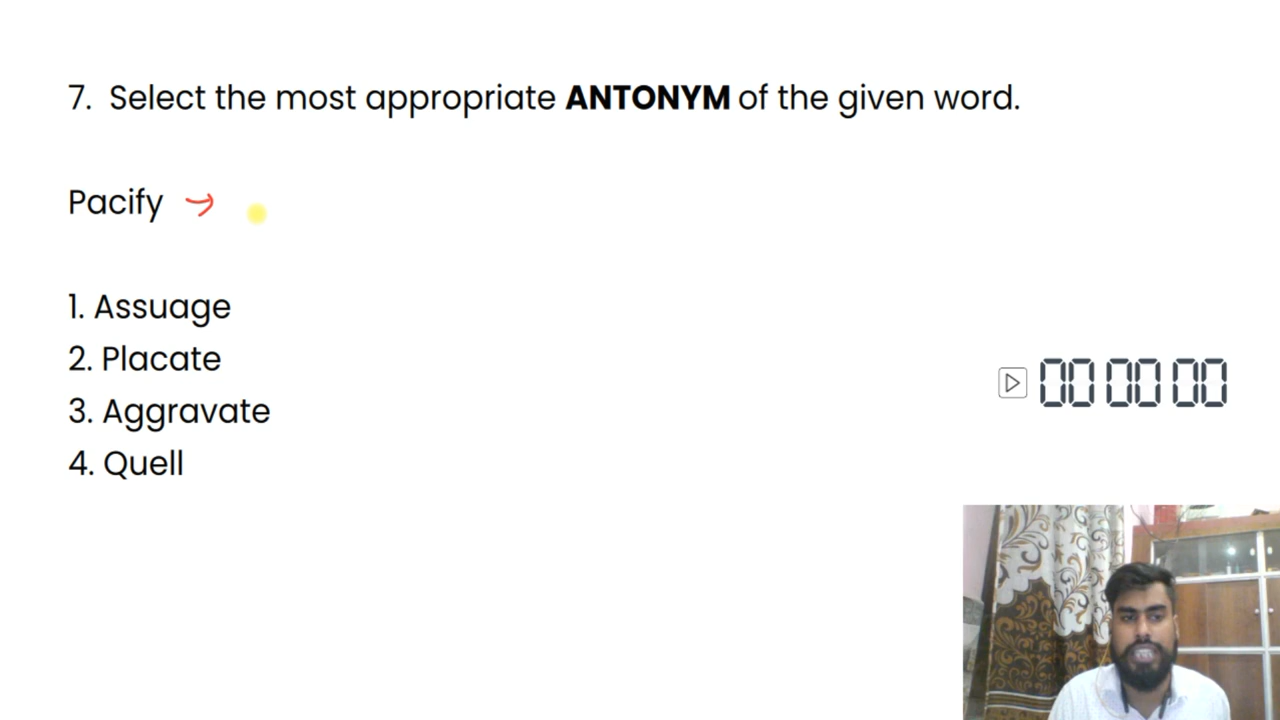 7. Select the most appropriate ANTONYM of the given word.
Pacify →
1. Assuage
2. Placate
3. Aggravate
4. Quell
00 00 00